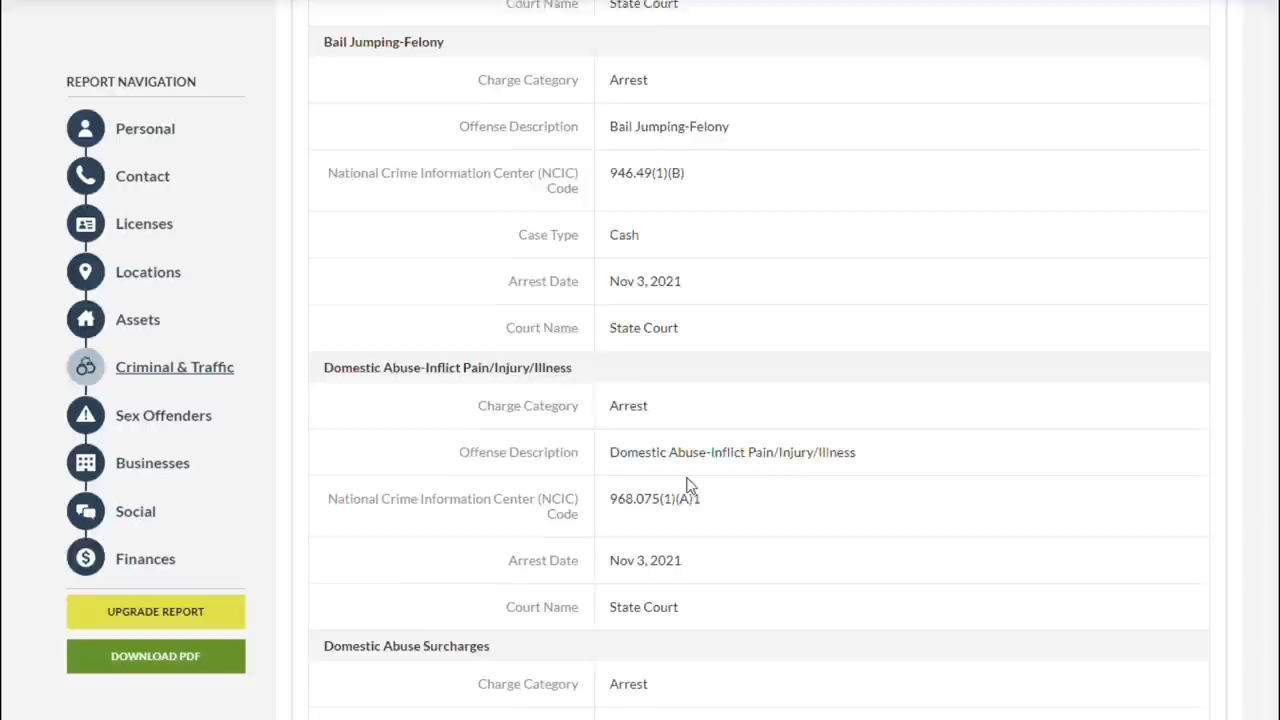 Court Name State Court
Bail Jumping-Felony
REPORT NAVIGATION
Charge Category Arrest
Personal
Offense Description Bail Jumping-Felony
Contact
National Crime Information Center (NCIC) 946.49(1)(B)
Code
Licenses
Case Type Cash
Locations
Arrest Date Nov 3, 2021
Assets
Court Name State Court
Criminal & Traffic
Domestic Abuse-Inflict Pain/Injury/Illness
Charge Category Arrest
Sex Offenders
Offense Description Domestic Abuse-Inflict Pain/Injury/Illness
Businesses
National Crime Information Center (NCIC) 968.075(1)(A)1
Code
Social
Arrest Date Nov 3, 2021
Finances
Court Name State Court
UPGRADE REPORT
Domestic Abuse Surcharges
DOWNLOAD PDF
Charge Category Arrest